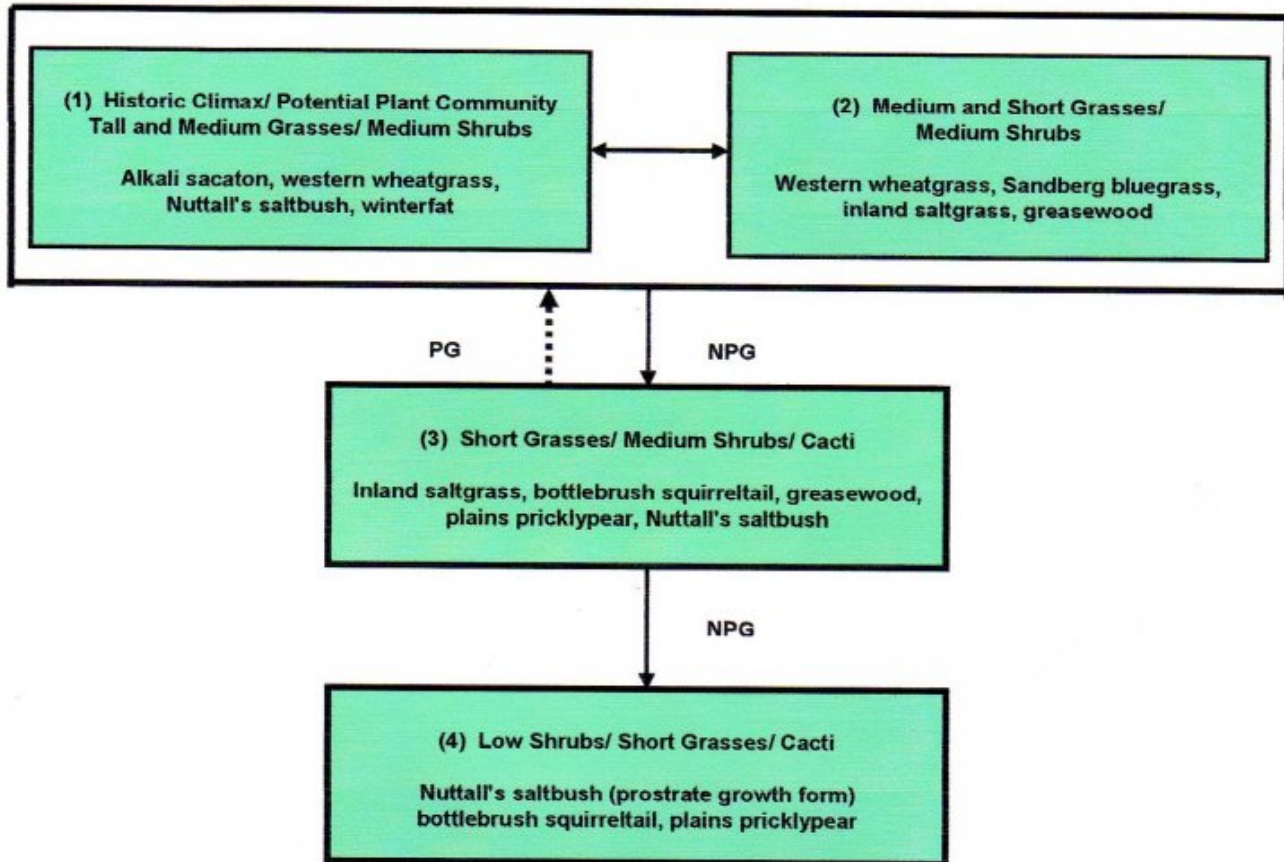 (1) Historic Climax/ Potential Plant Community
Tall and Medium Grasses/ Medium Shrubs
Alkali sacaton, western wheatgrass,
Nuttall's saltbush, winterfat
(2) Medium and Short Grasses/
Medium Shrubs
Western wheatgrass, Sandberg bluegrass,
inland saltgrass, greasewood
PG
NPG
(3) Short Grasses/ Medium Shrubs/ Cacti
Inland saltgrass, bottlebrush squirreltail, greasewood,
plains pricklypear, Nuttall's saltbush
NPG
(4) Low Shrubs/ Short Grasses/ Cacti
Nuttall's saltbush (prostrate growth form)
bottlebrush squirreltail, plains pricklypear